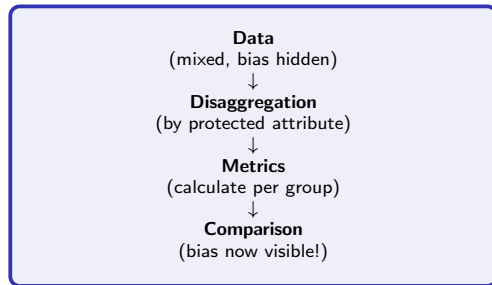 Data
(mixed, bias hidden)
↓
Disaggregation
(by protected attribute)
↓
Metrics
(calculate per group)
↓
Comparison
(bias now visible!)